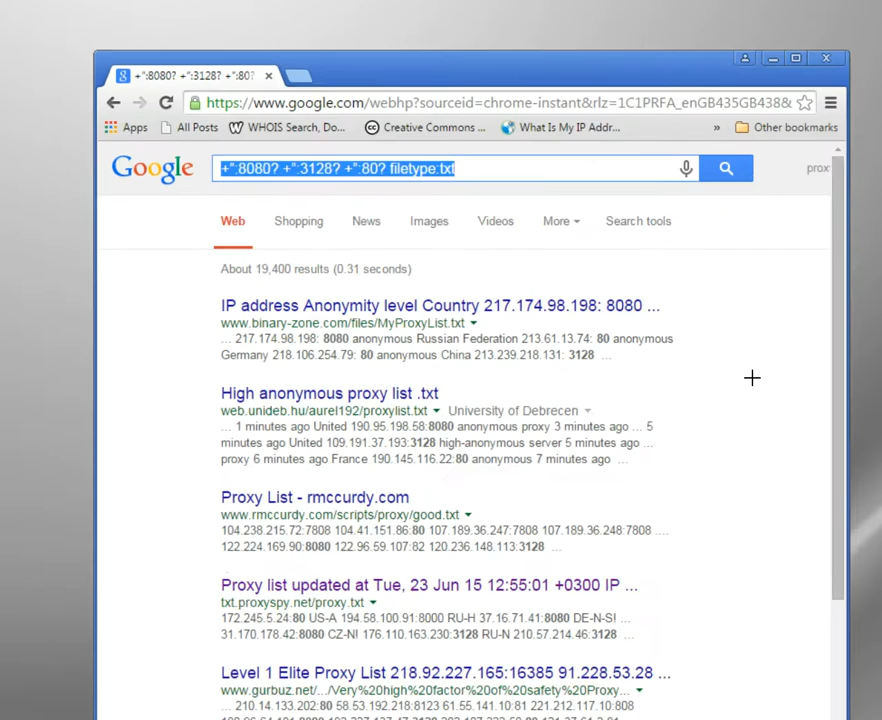 +":8080? +":3128? +":80?
https://www.google.com/webhp?sourceid=chrome-instant&rlz=1C1PRFA_enGB435GB438&
Apps All Posts WHOIS Search, Do... Creative Commons ... What Is My IP Addr... » Other bookmarks
Google +":8080? +":3128? +":80? filetype:txt prox
Web Shopping News Images Videos More Search tools
About 19,400 results (0.31 seconds)
IP address Anonymity level Country 217.174.98.198: 8080 ...
www.binary-zone.com/files/MyProxyList.txt
... 217.174.98.198: 8080 anonymous Russian Federation 213.61.13.74: 80 anonymous
Germany 218.106.254.79: 80 anonymous China 213.239.218.131: 3128 ...
High anonymous proxy list .txt
web.unideb.hu/aurel192/proxylist.txt University of Debrecen
... 1 minutes ago United 190.95.198.58:8080 anonymous proxy 3 minutes ago ... 5
minutes ago United 109.191.37.193:3128 high-anonymous server 5 minutes ago ...
proxy 6 minutes ago France 190.145.116.22:80 anonymous 7 minutes ago ...
Proxy List - rmccurdy.com
www.rmccurdy.com/scripts/proxy/good.txt
104.238.215.72:7808 104.41.151.86:80 107.189.36.247:7808 107.189.36.248:7808 ....
122.224.169.90:8080 122.96.59.107:82 120.236.148.113:3128 ...
Proxy list updated at Tue, 23 Jun 15 12:55:01 +0300 IP ...
txt.proxyspy.net/proxy.txt
172.245.5.24:80 US-A 194.58.100.91:8000 RU-H 37.16.71.41:8080 DE-N-S! ...
31.170.178.42:8080 CZ-N! 176.110.163.230:3128 RU-N 210.57.214.46:3128 ...
Level 1 Elite Proxy List 218.92.227.165:16385 91.228.53.28 ...
www.gurbuz.net/.../Very%20high%20factor%20of%20safety%20Proxy...
... 210.14.133.202:80 58.53.192.218:8123 61.55.141.10:81 221.212.117.10:808